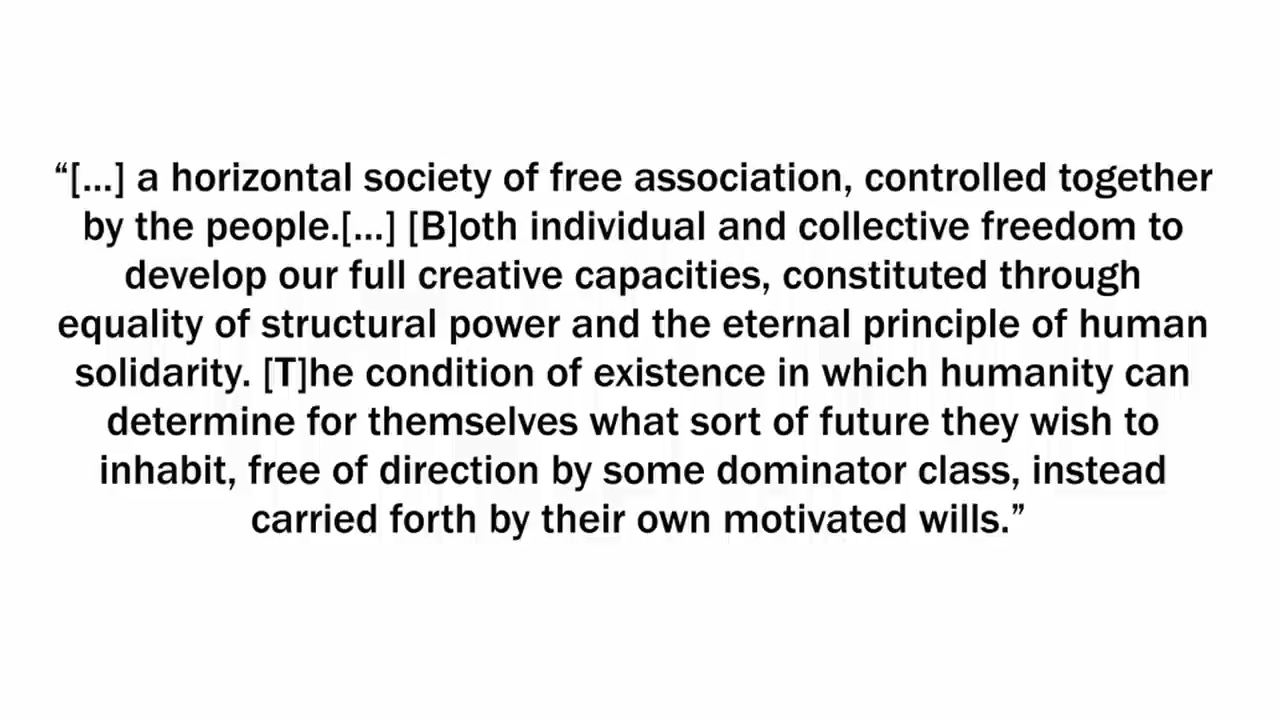 “[...] a horizontal society of free association, controlled together
by the people.[...] [B]oth individual and collective freedom to
develop our full creative capacities, constituted through
equality of structural power and the eternal principle of human
solidarity. [T]he condition of existence in which humanity can
determine for themselves what sort of future they wish to
inhabit, free of direction by some dominator class, instead
carried forth by their own motivated wills.”